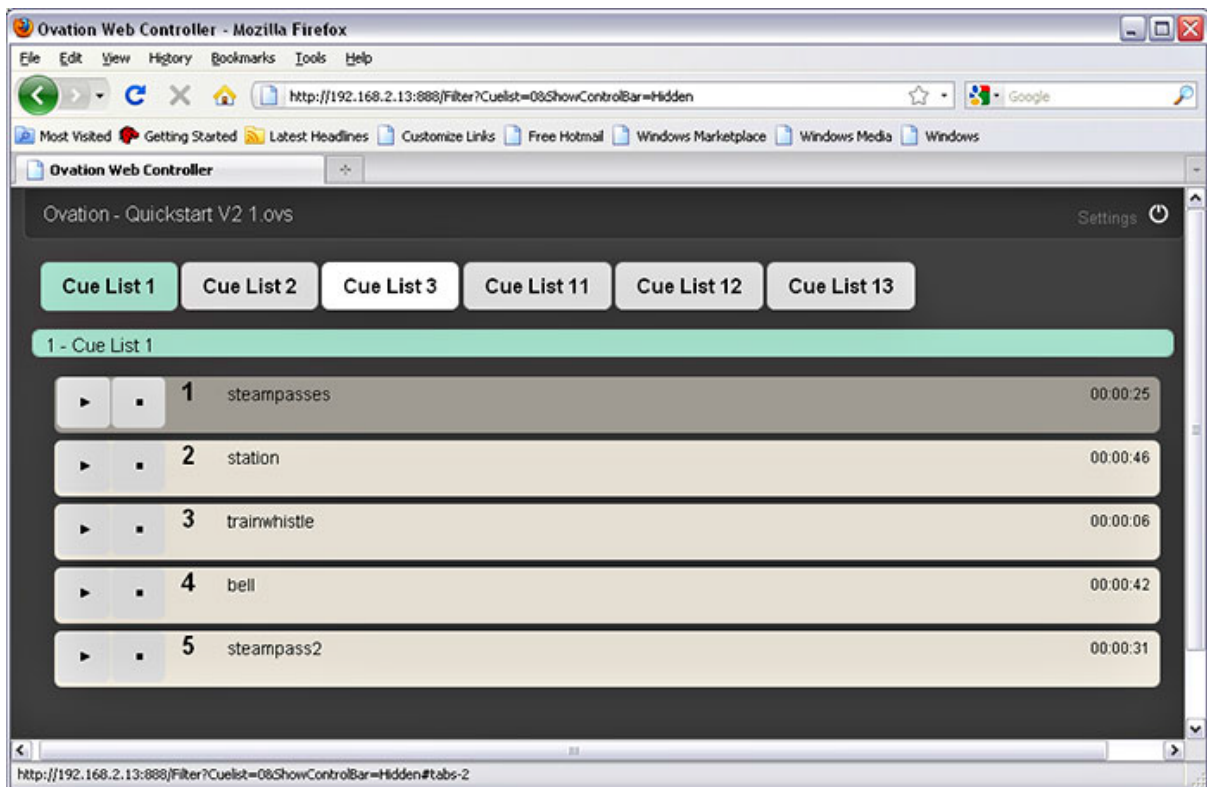 Ovation Web Controller - Mozilla Firefox
File Edit View History Bookmarks Tools Help
http://192.168.2.13:888/Filter?Cuelist=0&ShowControlBar=Hidden
Google
Most Visited Getting Started Latest Headlines Customize Links Free Hotmail Windows Marketplace Windows Media Windows
Ovation Web Controller
Ovation - Quickstart V2 1.ovs Settings
Cue List 1 Cue List 2 Cue List 3 Cue List 11 Cue List 12 Cue List 13
1 - Cue List 1
1 steampasses 00:00:25
2 station 00:00:46
3 trainwhistle 00:00:06
4 bell 00:00:42
5 steampass2 00:00:31
http://192.168.2.13:888/Filter?Cuelist=0&ShowControlBar=Hidden#tabs-2